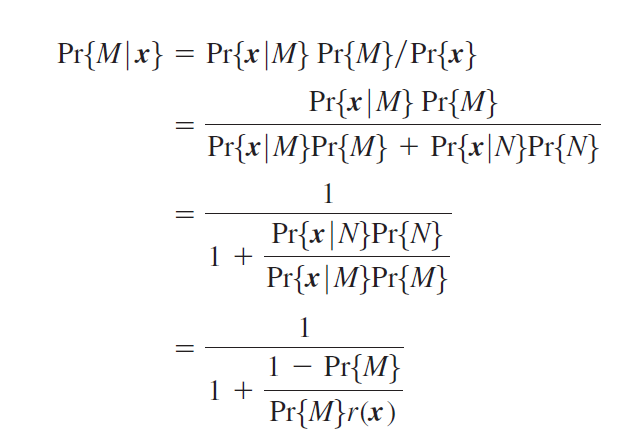 Pr{M|x} = Pr{x|M} Pr{M}/Pr{x}
Pr{x|M} Pr{M}
=
Pr{x|M}Pr{M} + Pr{x|N}Pr{N}
1
=
Pr{x|N}Pr{N}
1 +
Pr{x|M}Pr{M}
1
=
1 − Pr{M}
1 +
Pr{M}r(x)